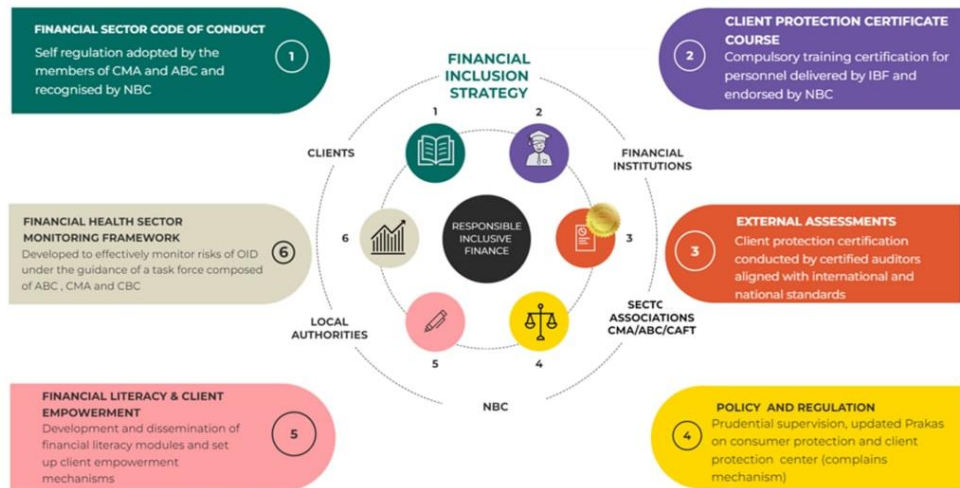 FINANCIAL SECTOR CODE OF CONDUCT
Self regulation adopted by the
members of CMA and ABC and
recognised by NBC
1
CLIENT PROTECTION CERTIFICATE
COURSE
Compulsory training certification for
personnel delivered by IBF and
endorsed by NBC
2
FINANCIAL
INCLUSION
STRATEGY
1
2
CLIENTS
FINANCIAL
INSTITUTIONS
FINANCIAL HEALTH SECTOR
MONITORING FRAMEWORK
Developed to effectively monitor risks of OID
under the guidance of a task force composed
of ABC , CMA and CBC
6
6
RESPONSIBLE
INCLUSIVE
FINANCE
3
EXTERNAL ASSESSMENTS
Client protection certification
conducted by certified auditors
aligned with international and
national standards
3
LOCAL
AUTHORITIES
SECTC
ASSOCIATIONS
CMA/ABC/CAFT
5
4
NBC
FINANCIAL LITERACY & CLIENT
EMPOWERMENT
Development and dissemination of
financial literacy modules and set
up client empowerment
mechanisms
5
POLICY AND REGULATION
Prudential supervision, updated Prakas
on consumer protection and client
protection center (complains
mechanism)
4